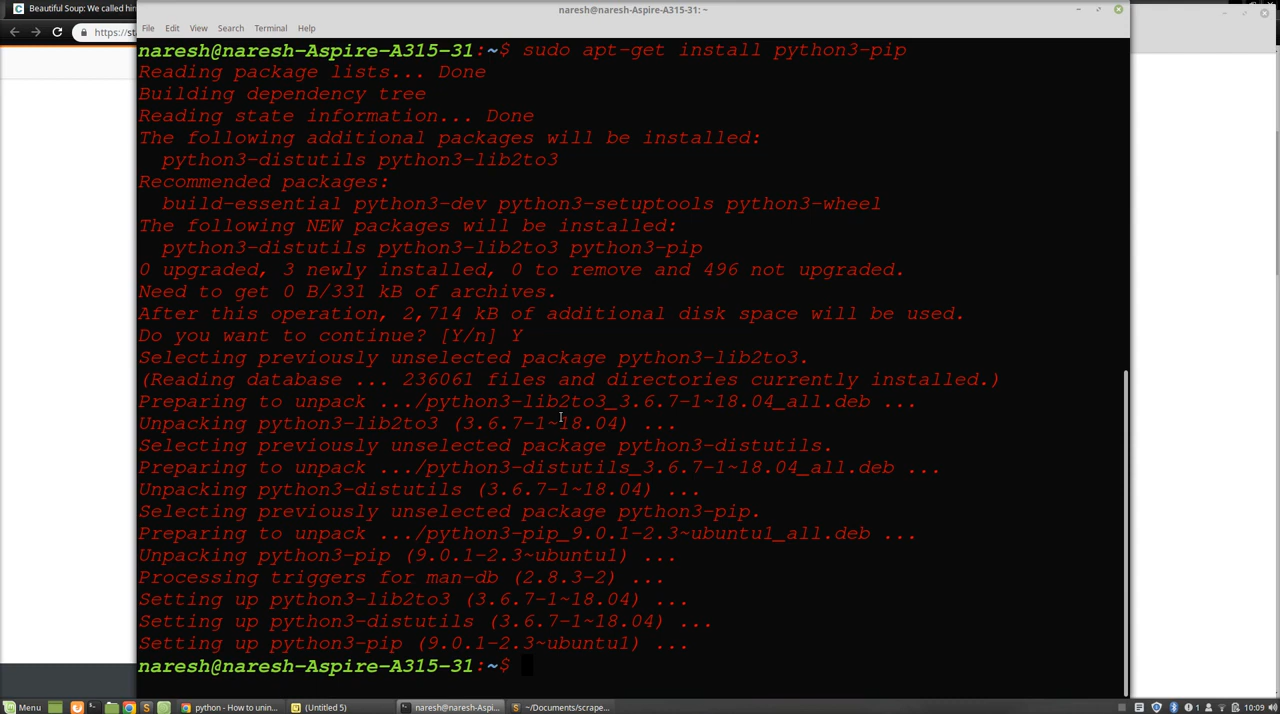 Beautiful Soup: We called him
naresh@naresh-Aspire-A315-31: ~
https://st
File Edit View Search Terminal Help
naresh@naresh-Aspire-A315-31:~$ sudo apt-get install python3-pip
Reading package lists... Done
Building dependency tree
Reading state information... Done
The following additional packages will be installed:
python3-distutils python3-lib2to3
Recommended packages:
build-essential python3-dev python3-setuptools python3-wheel
The following NEW packages will be installed:
python3-distutils python3-lib2to3 python3-pip
0 upgraded, 3 newly installed, 0 to remove and 496 not upgraded.
Need to get 0 B/331 kB of archives.
After this operation, 2,714 kB of additional disk space will be used.
Do you want to continue? [Y/n] Y
Selecting previously unselected package python3-lib2to3.
(Reading database ... 236061 files and directories currently installed.)
Preparing to unpack .../python3-lib2to3_3.6.7-1~18.04_all.deb ...
Unpacking python3-lib2to3 (3.6.7-1~18.04) ...
Selecting previously unselected package python3-distutils.
Preparing to unpack .../python3-distutils_3.6.7-1~18.04_all.deb ...
Unpacking python3-distutils (3.6.7-1~18.04) ...
Selecting previously unselected package python3-pip.
Preparing to unpack .../python3-pip_9.0.1-2.3~ubuntu1_all.deb ...
Unpacking python3-pip (9.0.1-2.3~ubuntu1) ...
Processing triggers for man-db (2.8.3-2) ...
Setting up python3-lib2to3 (3.6.7-1~18.04) ...
Setting up python3-distutils (3.6.7-1~18.04) ...
Setting up python3-pip (9.0.1-2.3~ubuntu1) ...
naresh@naresh-Aspire-A315-31:~$
Menu python - How to unin... (Untitled 5) naresh@naresh-Aspi... ~/Documents/scrape... 1 10:09